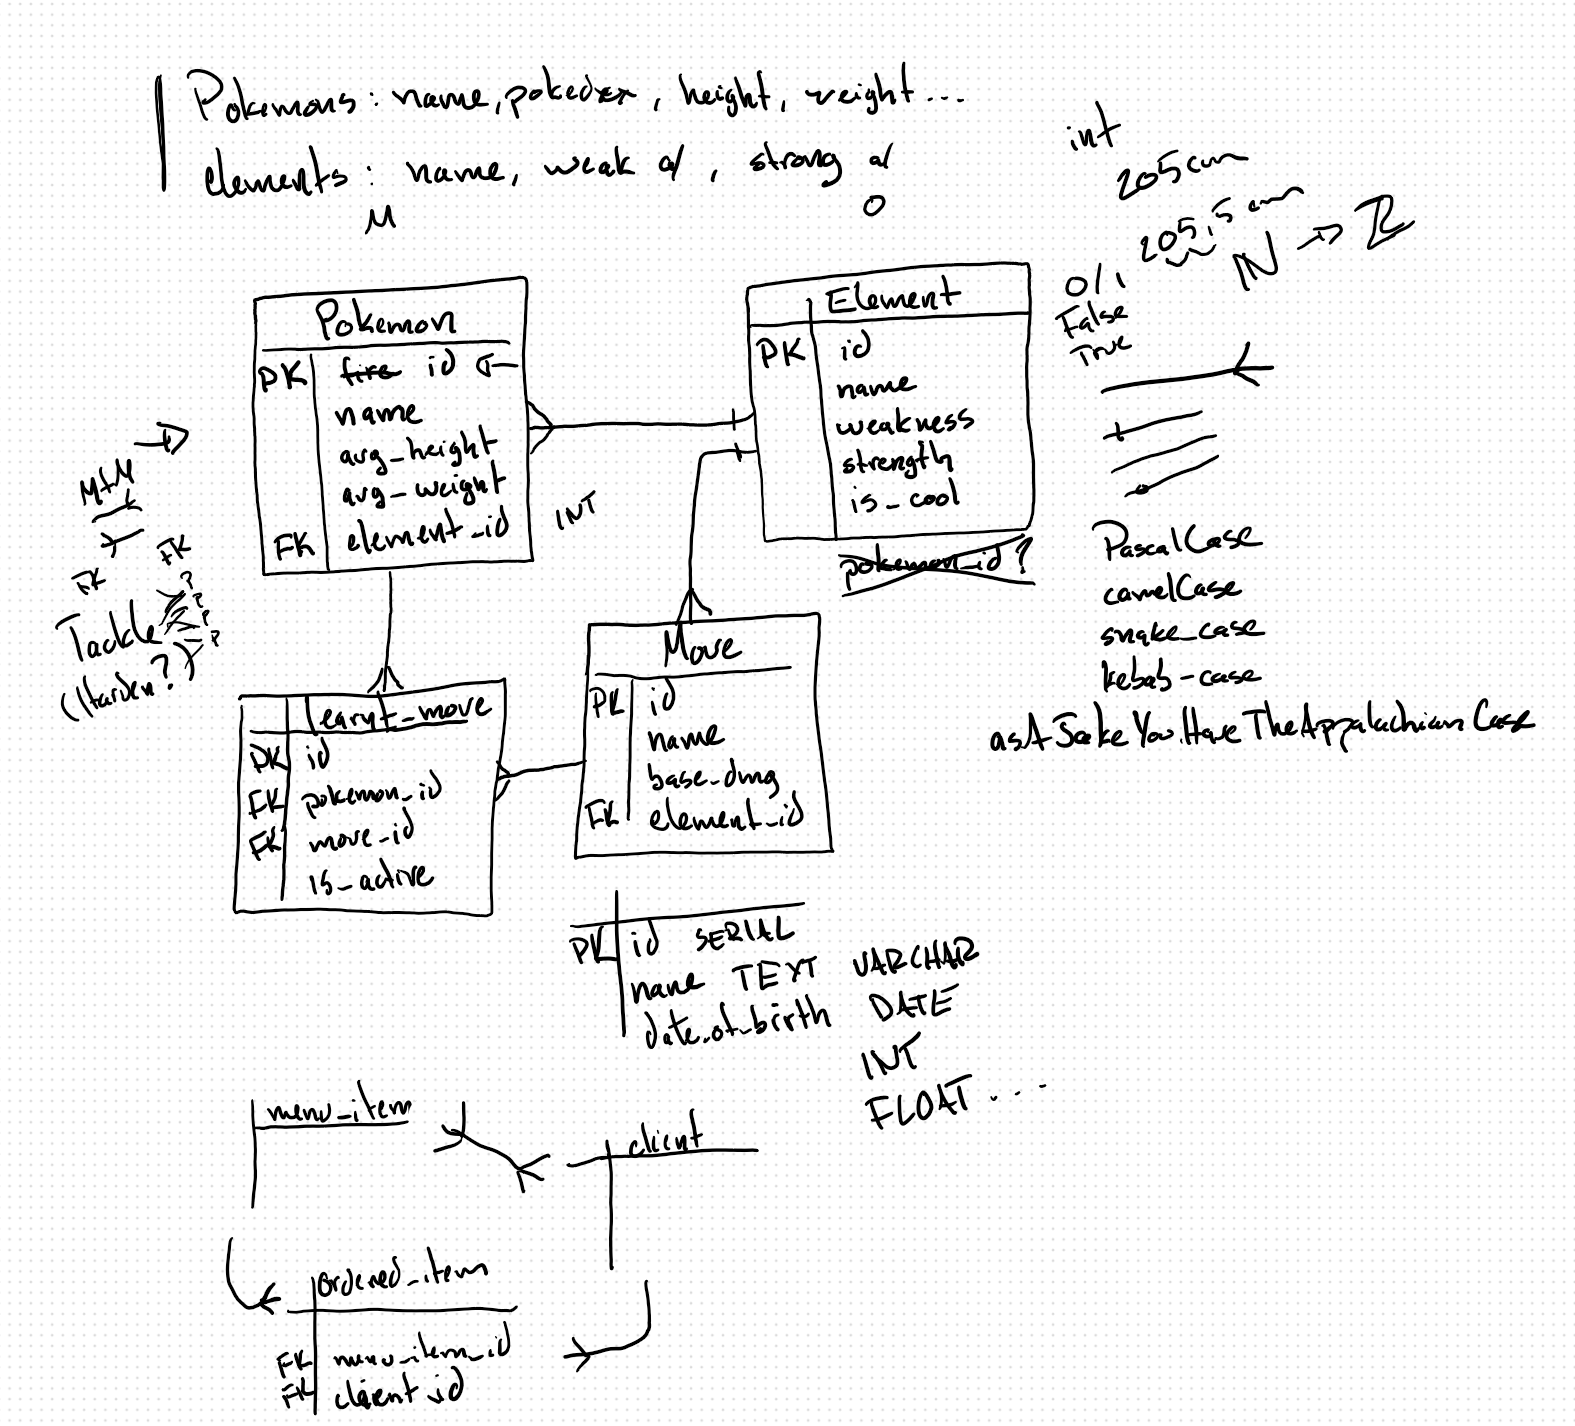 Pokemons: name, pokedex, height, weight...
elements: name, weak a/, strong a/
M
O
int
205cm
205,5 cm
IN → Z
0/1
False
True
Pokemon
PK fire id
name
avg_height
avg_weight
FK element_id
INT
Element
PK id
name
weakness
strength
is_cool
pokemon_id?
M+M
FK
FK
Tackle
? ? ? ?
(Harden?)
PascalCase
camelCase
snake_case
kebab-case
asAJokeYouHaveTheAppalachianCase
Move
PK id
name
base_dmg
FK element_id
learnt_move
PK id
FK pokemon_id
FK move_id
is_active
PK id SERIAL
name TEXT VARCHAR
date_of_birth DATE
INT
FLOAT...
menu_item
client
ordered_item
FK menu_item_id
FK client_id